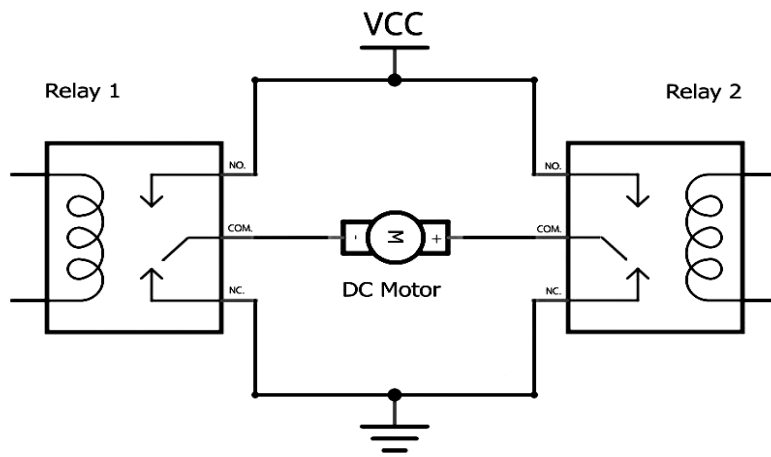 VCC
Relay 1
Relay 2
NO.
NO.
COM.
- M +
COM.
DC Motor
NC.
NC.